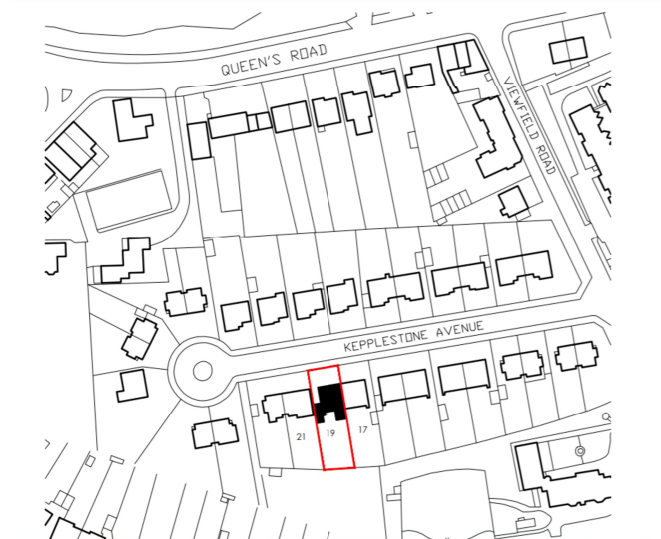 QUEEN'S ROAD
VIEWFIELD ROAD
KEPPLESTONE AVENUE
21
19
17